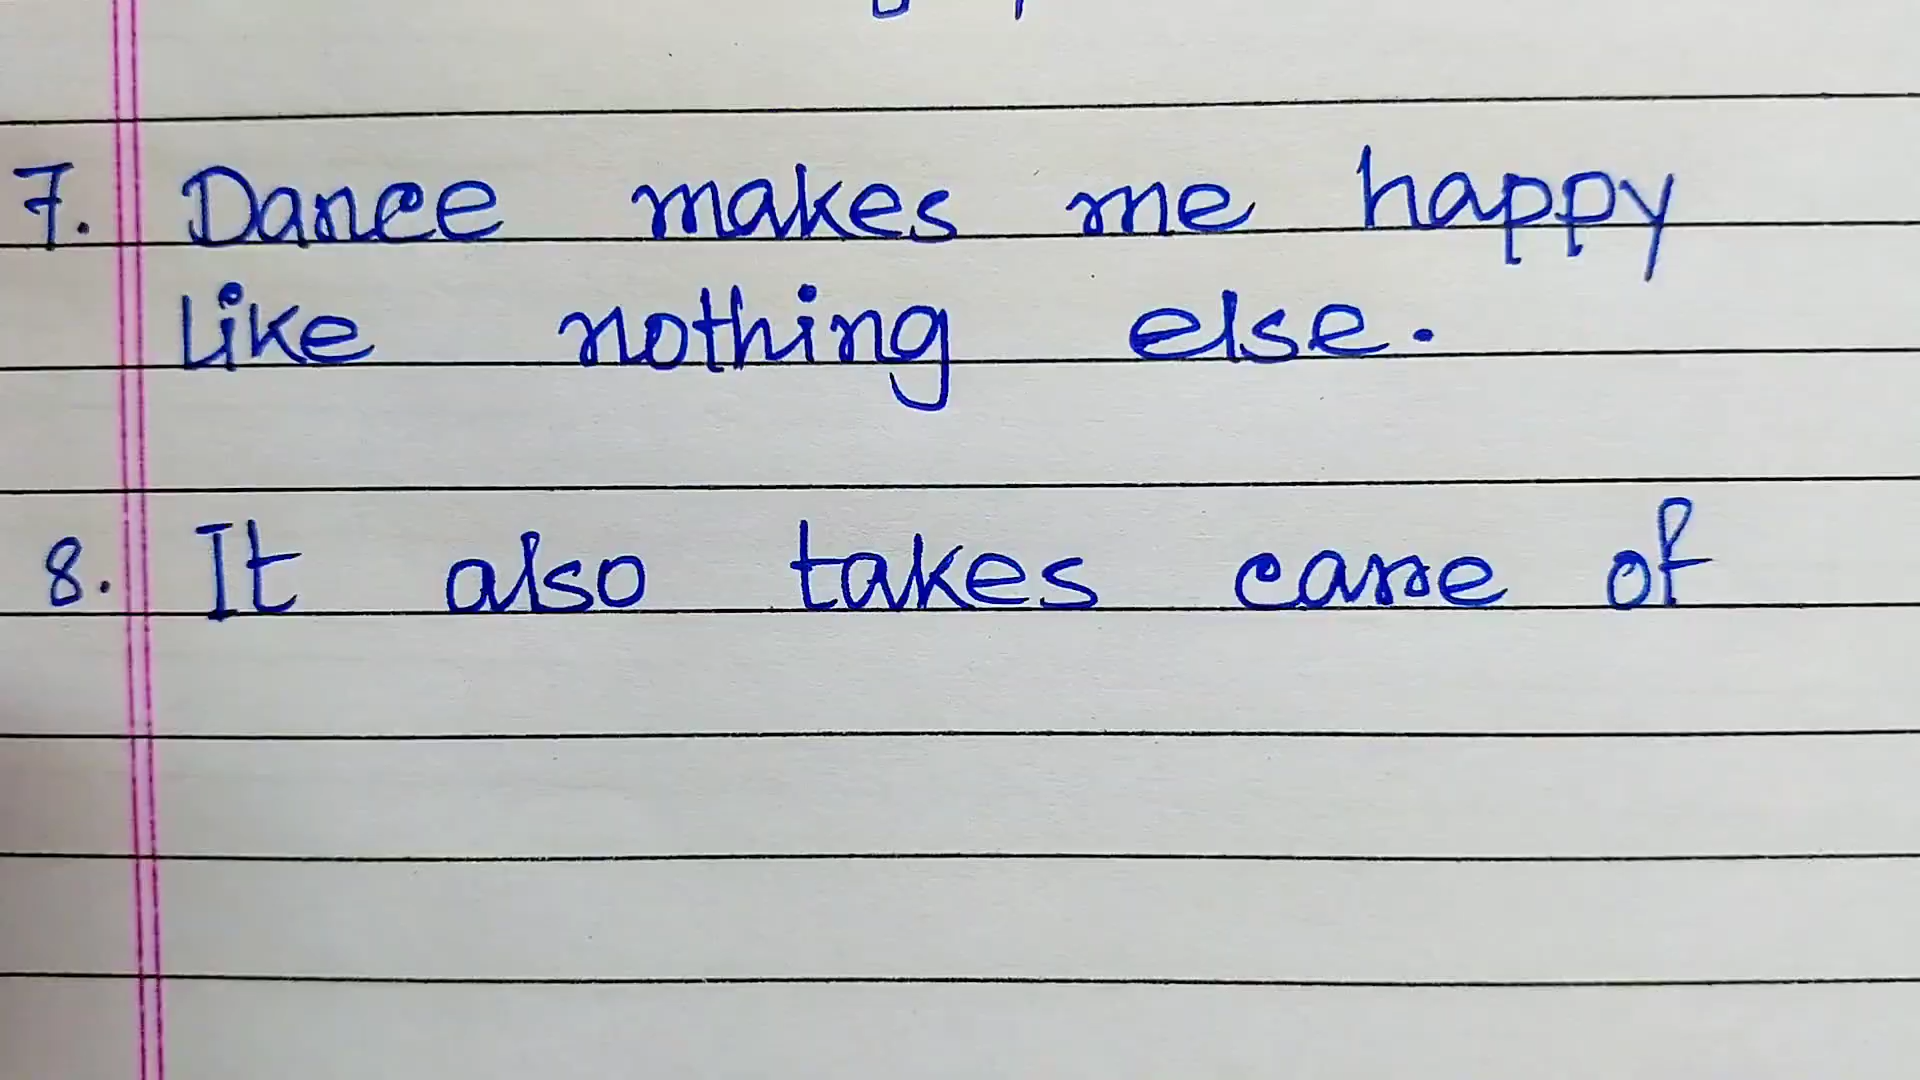 7. Dance makes me happy
like nothing else.
8. It also takes care of